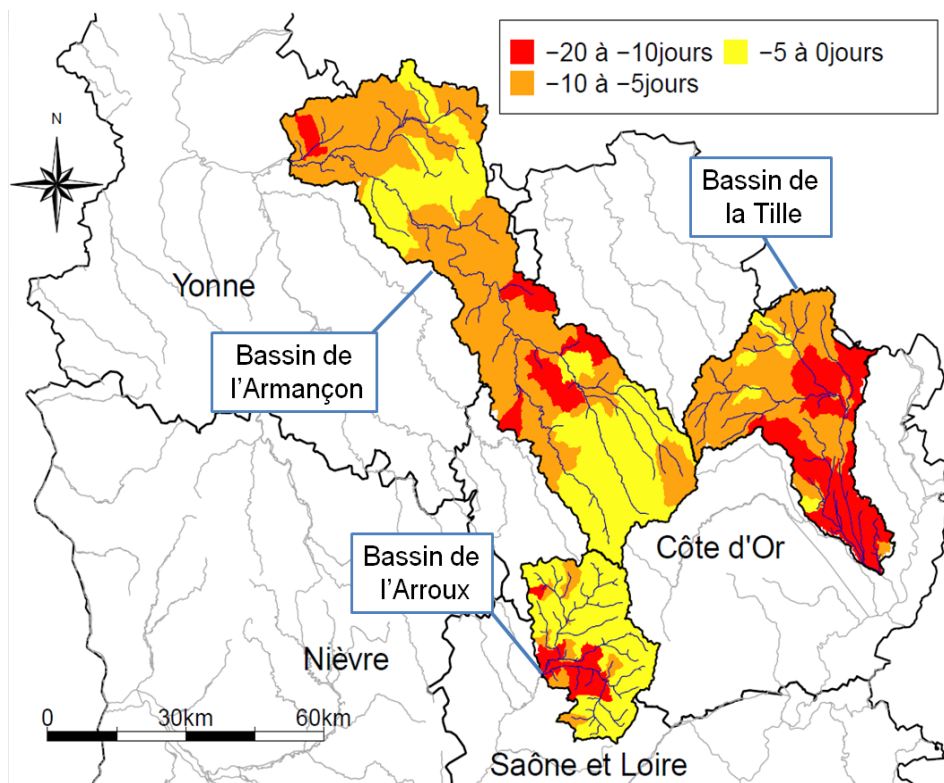 −20 à −10jours
−5 à 0jours
−10 à −5jours
N
Bassin de
la Tille
Yonne
Bassin de
l'Armançon
Bassin de
l'Arroux
Côte d'Or
Nièvre
0 30km 60km
Saône et Loire